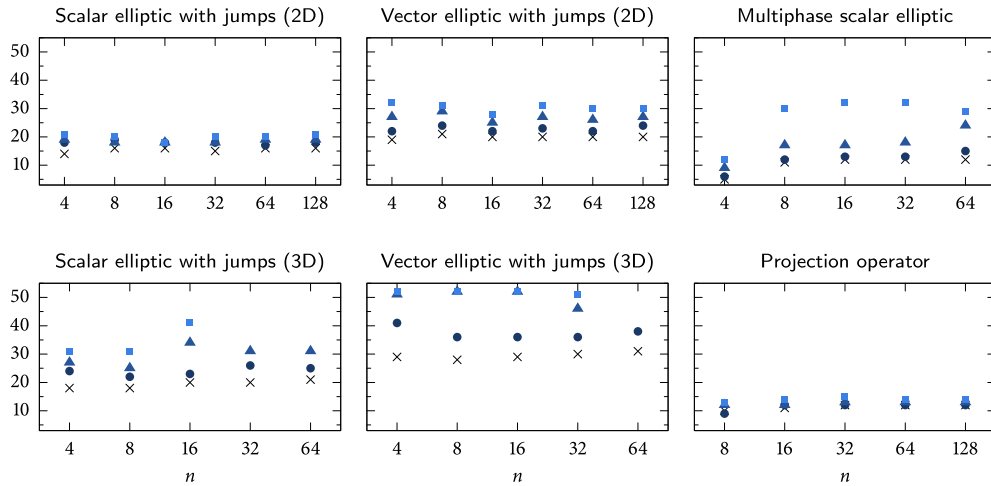 Scalar elliptic with jumps (2D) Vector elliptic with jumps (2D) Multiphase scalar elliptic
50
40
30
20
10
4 8 16 32 64 128 4 8 16 32 64 128 4 8 16 32 64
Scalar elliptic with jumps (3D) Vector elliptic with jumps (3D) Projection operator
50
40
30
20
10
4 8 16 32 64 4 8 16 32 64 8 16 32 64 128
n n n